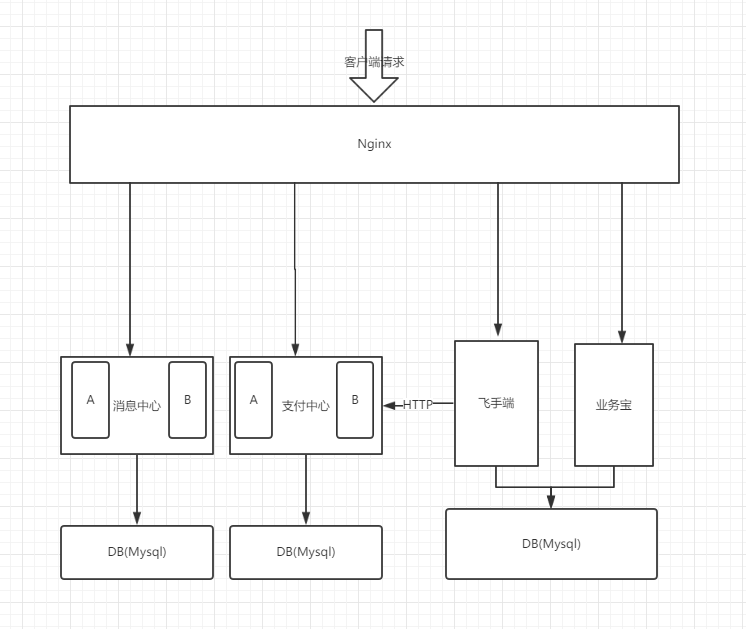 客户端请求
Nginx
A
消息中心
B
A
支付中心
B
HTTP
飞手端
业务宝
DB(Mysql)
DB(Mysql)
DB(Mysql)